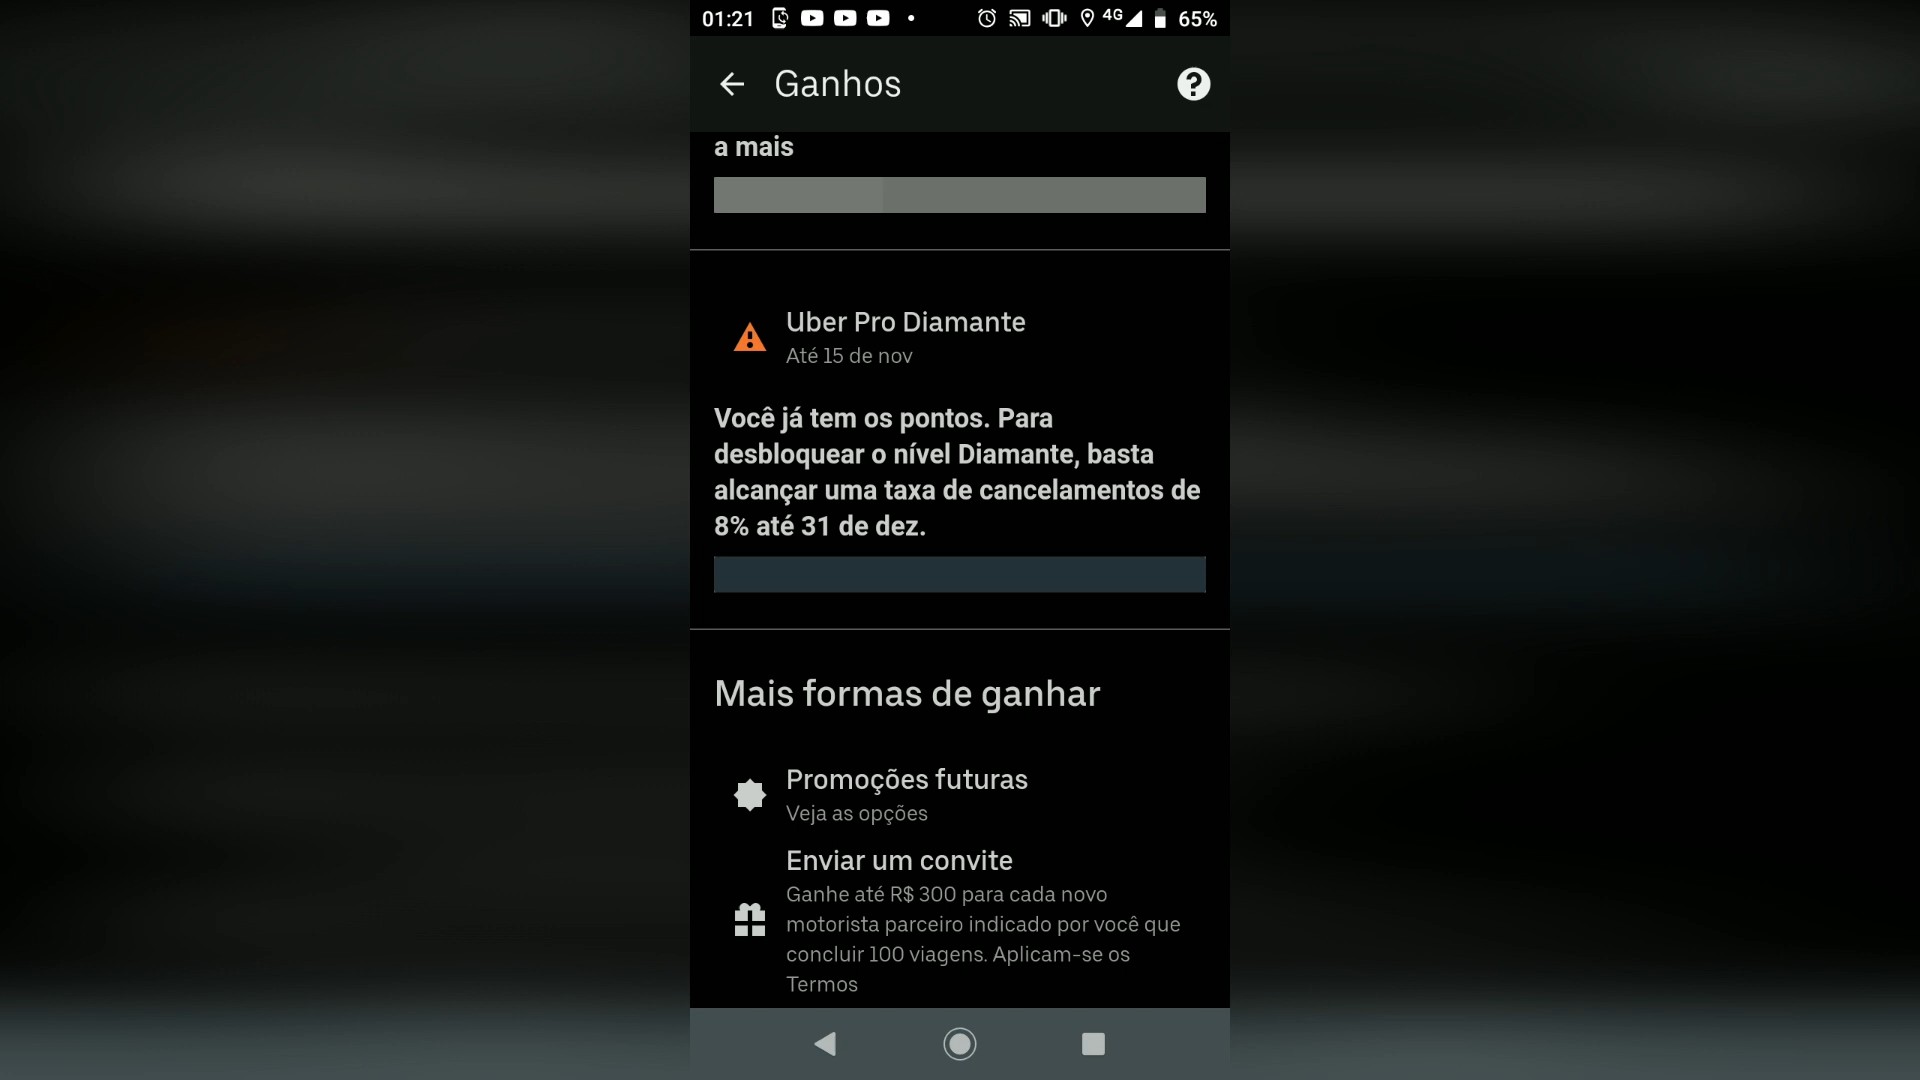 01:21
4G
65%
Ganhos
a mais
Uber Pro Diamante
Até 15 de nov
Você já tem os pontos. Para
desbloquear o nível Diamante, basta
alcançar uma taxa de cancelamentos de
8% até 31 de dez.
Mais formas de ganhar
Promoções futuras
Veja as opções
Enviar um convite
Ganhe até R$ 300 para cada novo
motorista parceiro indicado por você que
concluir 100 viagens. Aplicam-se os
Termos